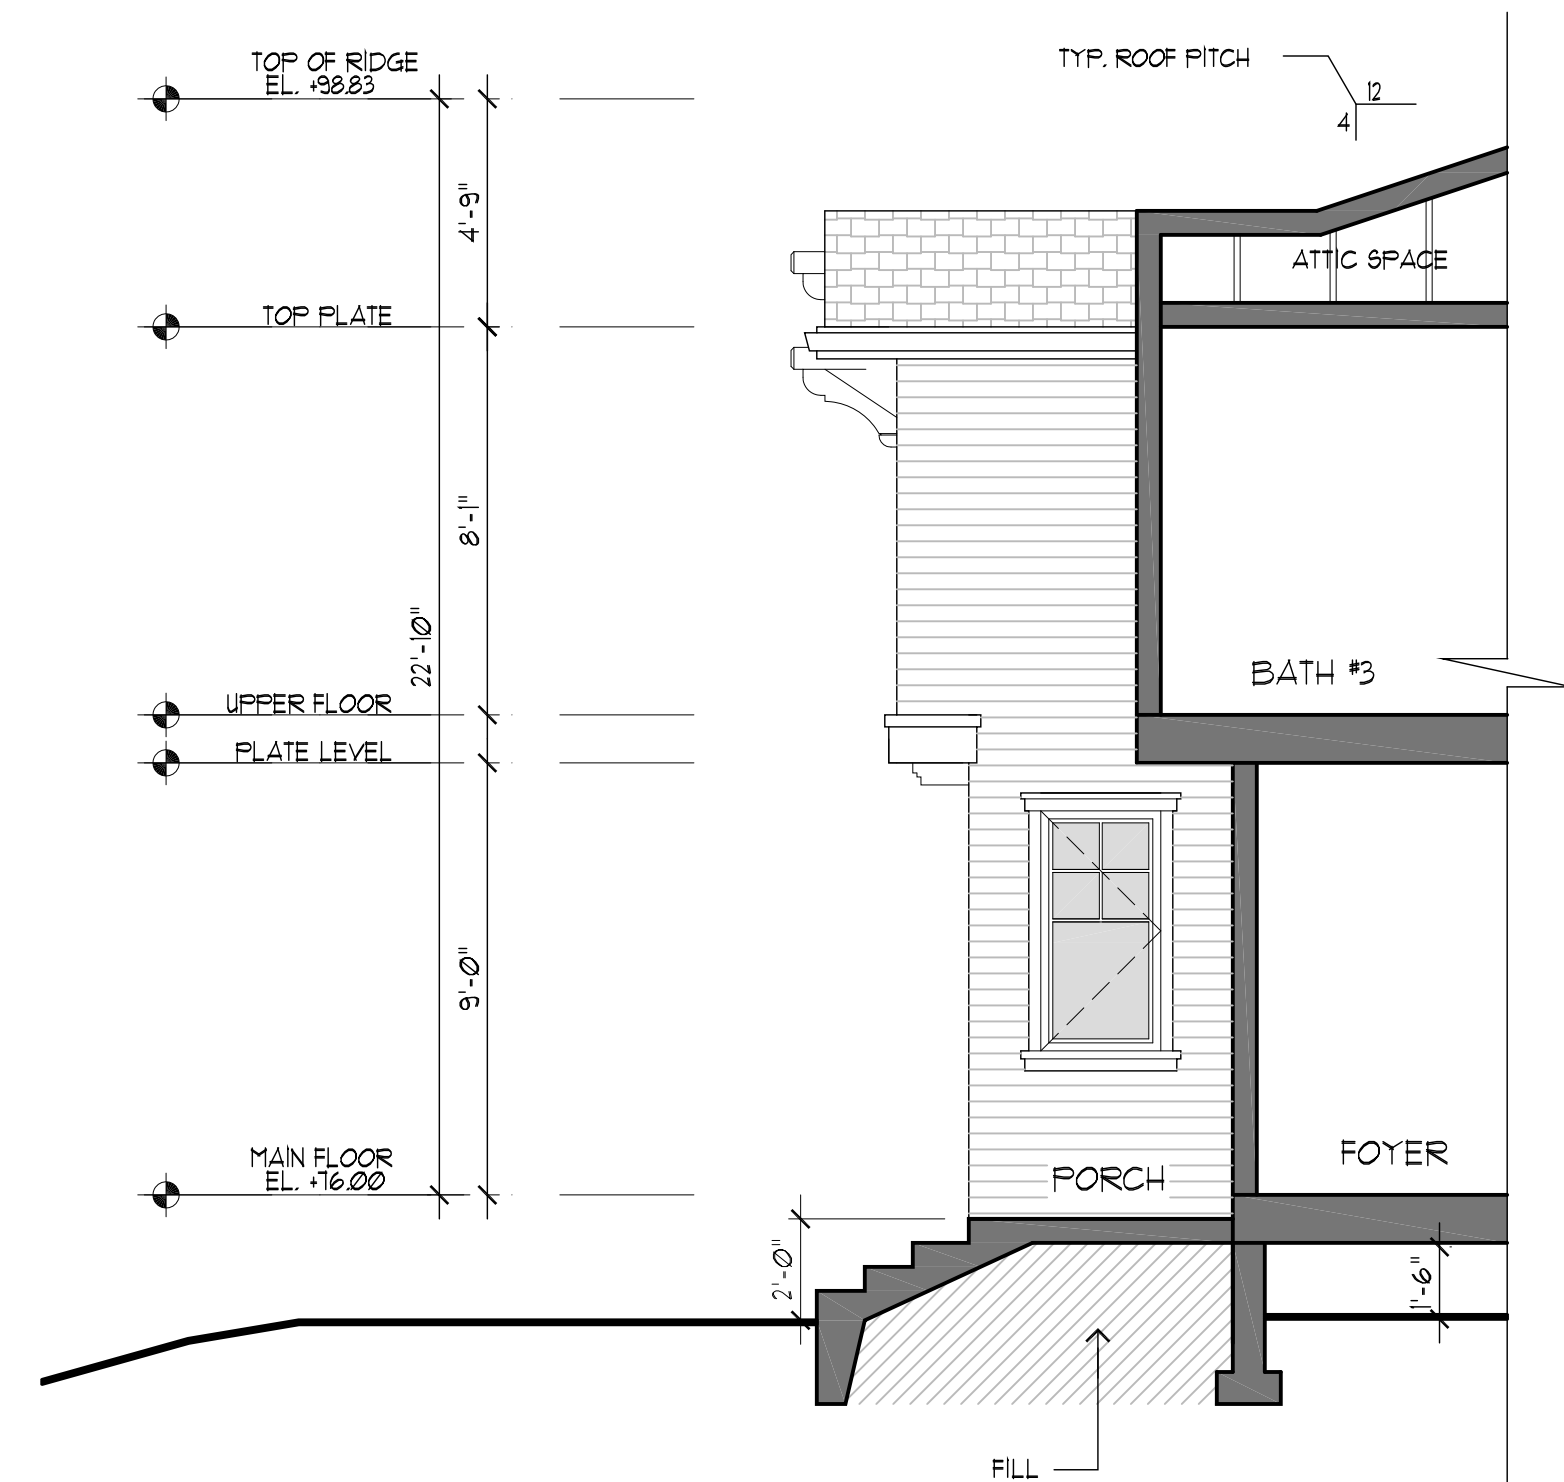 TOP OF RIDGE
EL. +98.83
TYP. ROOF PITCH
12
4
4'-9"
ATTIC SPACE
TOP PLATE
8'-1"
22'-10"
BATH #3
UPPER FLOOR
PLATE LEVEL
9'-0"
MAIN FLOOR
EL. +76.00
FOYER
PORCH
2'-0"
1'-6"
FILL